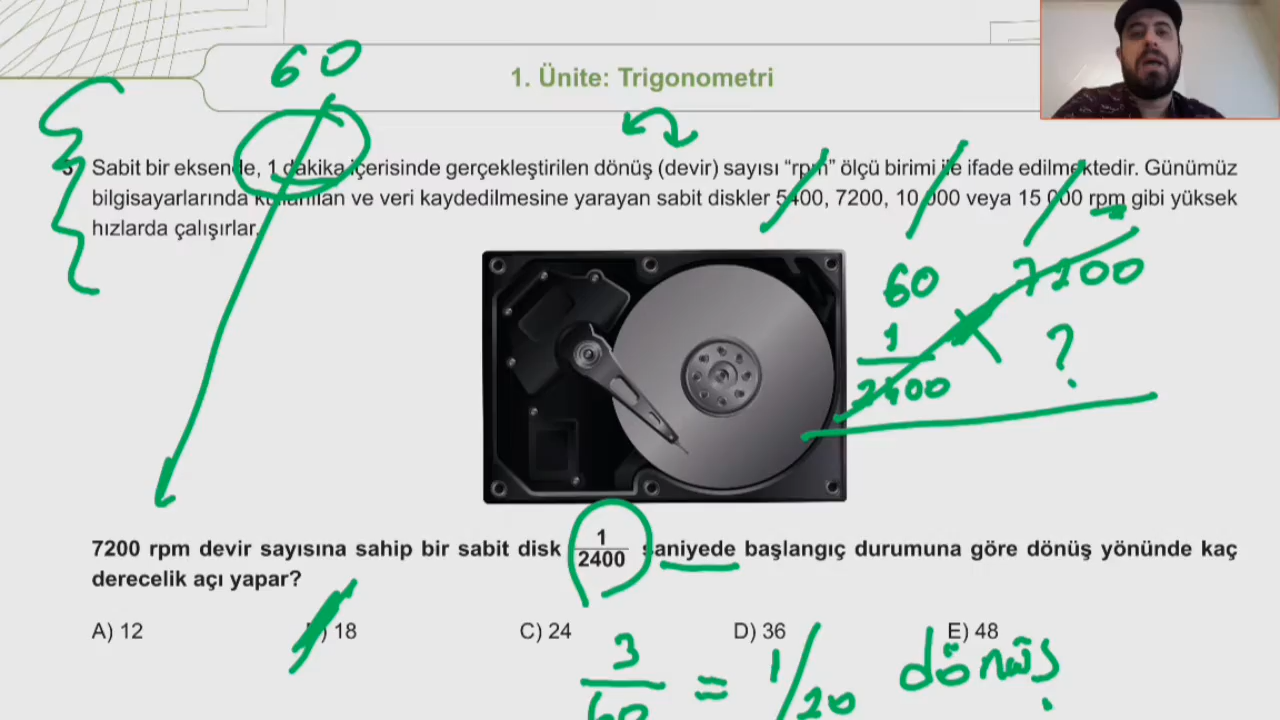 60
1. Ünite: Trigonometri
3. Sabit bir eksende, 1 dakika içerisinde gerçekleştirilen dönüş (devir) sayısı “rpm” ölçü birimi ile ifade edilmektedir. Günümüz
bilgisayarlarında kullanılan ve veri kaydedilmesine yarayan sabit diskler 5400, 7200, 10 000 veya 15 000 rpm gibi yüksek
hızlarda çalışırlar.
60 7200
1/2400 ?
7200 rpm devir sayısına sahip bir sabit disk 1/2400 saniyede başlangıç durumuna göre dönüş yönünde kaç
derecelik açı yapar?
A) 12 B) 18 C) 24 D) 36 E) 48
3/60 = 1/20 dönüş